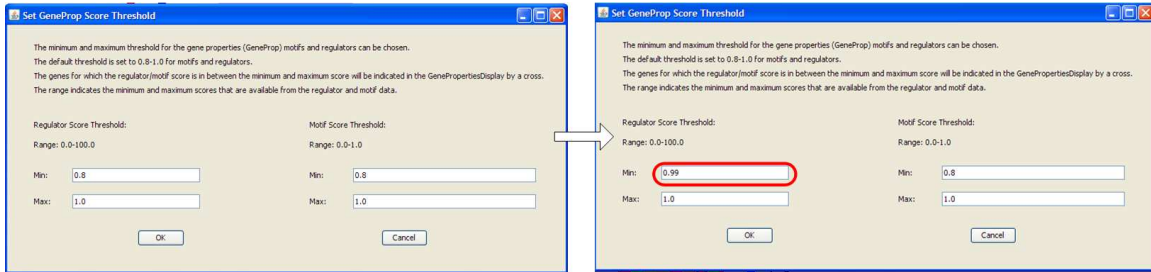 Set GeneProp Score Threshold
The minimum and maximum threshold for the gene properties (GeneProp) motifs and regulators can be chosen.
The default threshold is set to 0.8-1.0 for motifs and regulators.
The genes for which the regulator/motif score is in between the minimum and maximum score will be indicated in the GenePropertiesDisplay by a cross.
The range indicates the minimum and maximum scores that are available from the regulator and motif data.
Regulator Score Threshold: Motif Score Threshold:
Range: 0.0-100.0 Range: 0.0-1.0
Min: 0.8 Min: 0.8
Max: 1.0 Max: 1.0
OK Cancel
Set GeneProp Score Threshold
The minimum and maximum threshold for the gene properties (GeneProp) motifs and regulators can be chosen.
The default threshold is set to 0.8-1.0 for motifs and regulators.
The genes for which the regulator/motif score is in between the minimum and maximum score will be indicated in the GenePropertiesDisplay by a cross.
The range indicates the minimum and maximum scores that are available from the regulator and motif data.
Regulator Score Threshold: Motif Score Threshold:
Range: 0.0-100.0 Range: 0.0-1.0
Min: 0.99 Min: 0.8
Max: 1.0 Max: 1.0
OK Cancel